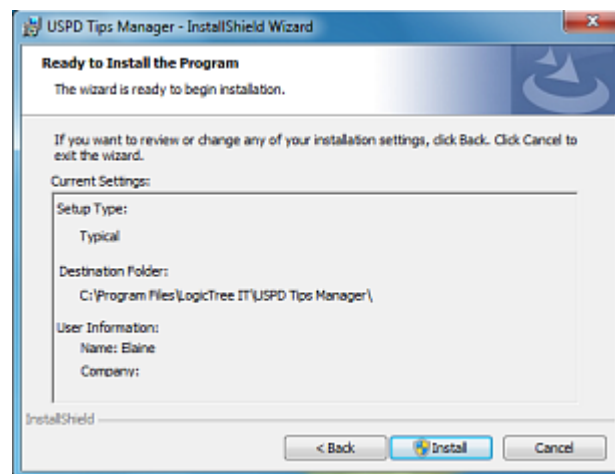 USPD Tips Manager - InstallShield Wizard
Ready to Install the Program
The wizard is ready to begin installation.
If you want to review or change any of your installation settings, click Back. Click Cancel to
exit the wizard.
Current Settings:
Setup Type:
Typical
Destination Folder:
C:\Program Files\LogicTree IT\USPD Tips Manager\
User Information:
Name: Elaine
Company:
InstallShield
< Back
Install
Cancel